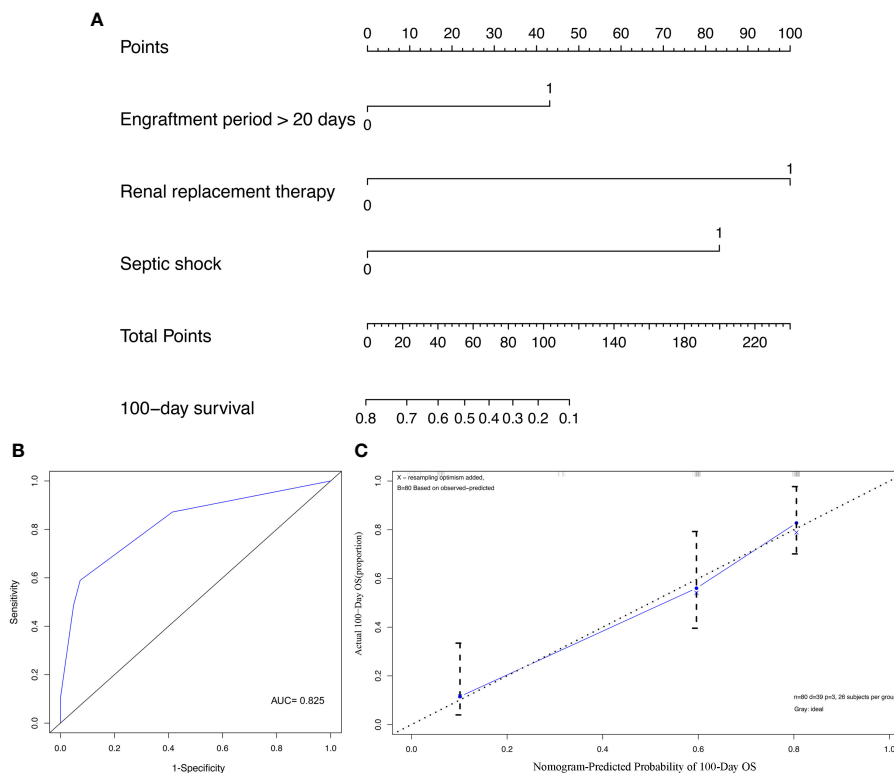 A
Points
0 10 20 30 40 50 60 70 80 90 100
Engraftment period > 20 days
0
1
Renal replacement therapy
0
1
Septic shock
0
1
Total Points
0 20 40 60 80 100 140 180 220
100−day survival
0.8 0.7 0.6 0.5 0.4 0.3 0.2 0.1
B
Sensitivity
1.0
0.8
0.6
0.4
0.2
0.0
AUC= 0.825
0.0 0.2 0.4 0.6 0.8 1.0
1-Specificity
C
X − resampling optimism added,
B=80 Based on observed−predicted
Actual 100−Day OS(proportion)
1.0
0.8
0.6
0.4
0.2
0.0
n=80 d=39 p=3, 26 subjects per grou
Gray: ideal
0.0 0.2 0.4 0.6 0.8 1.0
Nomogram-Predicted Probability of 100-Day OS